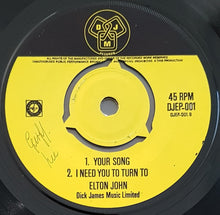 DJM
ALL RIGHTS OF THE MANUFACTURER AND OF THE OWNER OF THE RECORDED WORK RESERVED
UNAUTHORISED PUBLIC PERFORMANCE BROADCASTING AND COPYING OF THIS RECORD PROHIBITED
45 RPM
DJEP-001
DJEP-001 B
1. YOUR SONG
2. I NEED YOU TO TURN TO
ELTON JOHN
Dick James Music Limited